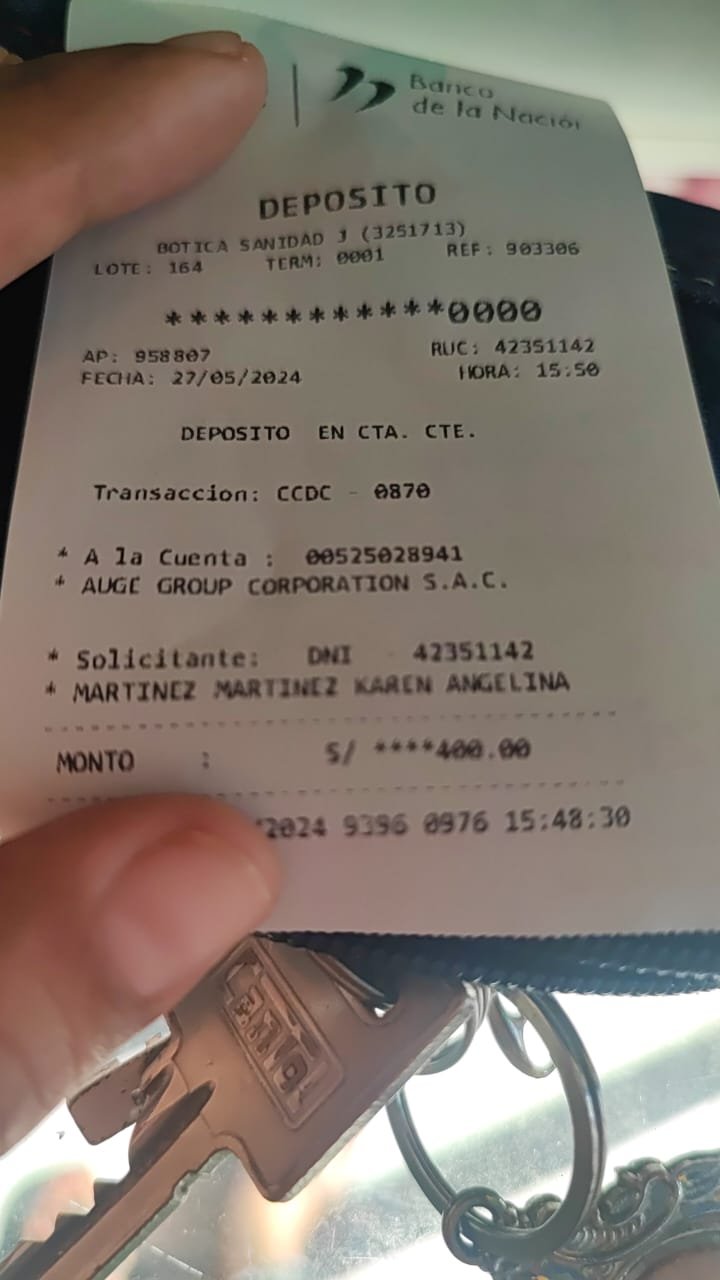 Banco
de la Nación
DEPOSITO
BOTICA SANIDAD J (3251713)
LOTE: 164 TERM: 0001 REF: 903306
************0000
AP: 958807 RUC: 42351142
FECHA: 27/05/2024 HORA: 15:50
DEPOSITO EN CTA. CTE.
Transaccion: CCDC - 0870
* A la Cuenta : 00525028941
* AUGE GROUP CORPORATION S.A.C.
* Solicitante: DNI - 42351142
* MARTINEZ MARTINEZ KAREN ANGELINA
MONTO : S/ ****400.00
2024 9396 0976 15:48:30